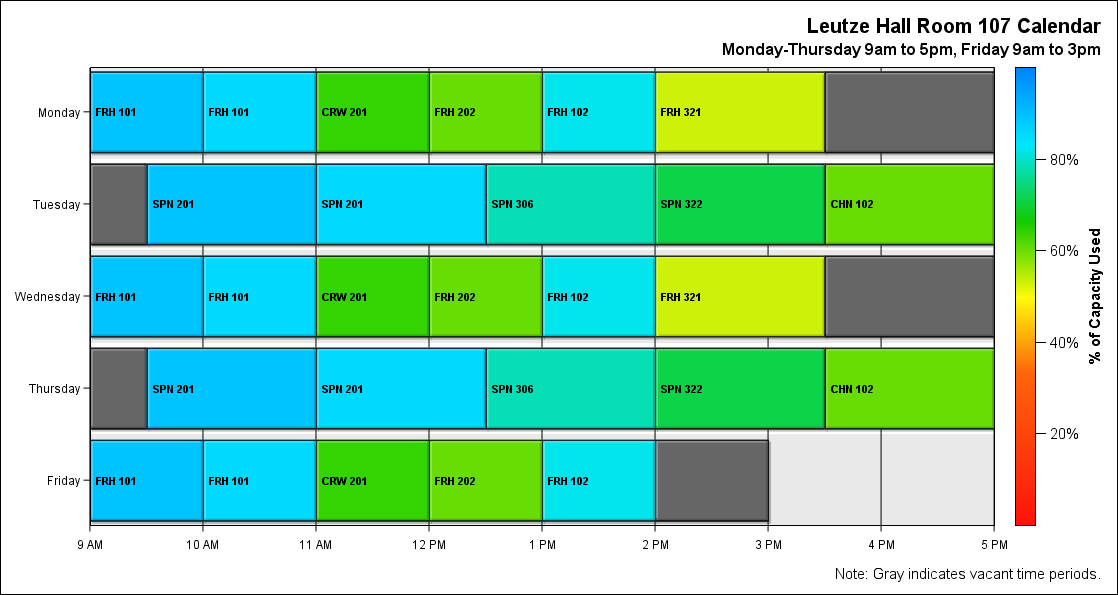 Leutze Hall Room 107 Calendar
Monday-Thursday 9am to 5pm, Friday 9am to 3pm
Monday
FRH 101
FRH 101
CRW 201
FRH 202
FRH 102
FRH 321
Tuesday
SPN 201
SPN 201
SPN 306
SPN 322
CHN 102
Wednesday
FRH 101
FRH 101
CRW 201
FRH 202
FRH 102
FRH 321
Thursday
SPN 201
SPN 201
SPN 306
SPN 322
CHN 102
Friday
FRH 101
FRH 101
CRW 201
FRH 202
FRH 102
9 AM
10 AM
11 AM
12 PM
1 PM
2 PM
3 PM
4 PM
5 PM
80%
60%
40%
20%
% of Capacity Used
Note: Gray indicates vacant time periods.